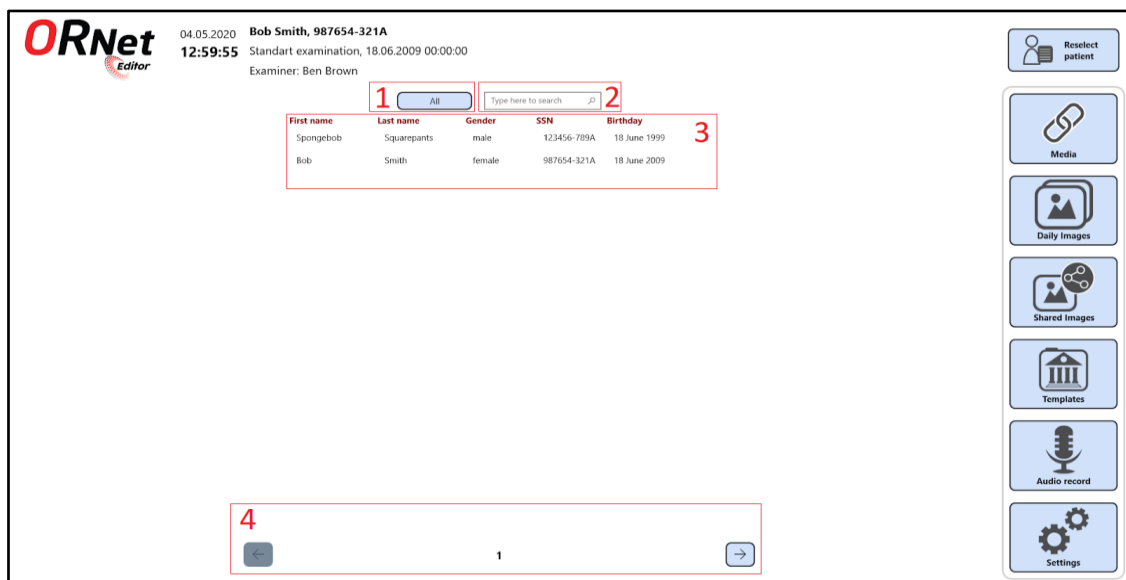 ORNet
Editor
04.05.2020
12:59:55
Bob Smith, 987654-321A
Standart examination, 18.06.2009 00:00:00
Examiner: Ben Brown
Reselect
patient
1 All Type here to search 2
First name Last name Gender SSN Birthday
3
Spongebob Squarepants male 123456-789A 18 June 1999
Bob Smith female 987654-321A 18 June 2009
Media
Daily Images
Shared Images
Templates
Audio record
Settings
4
← 1 →